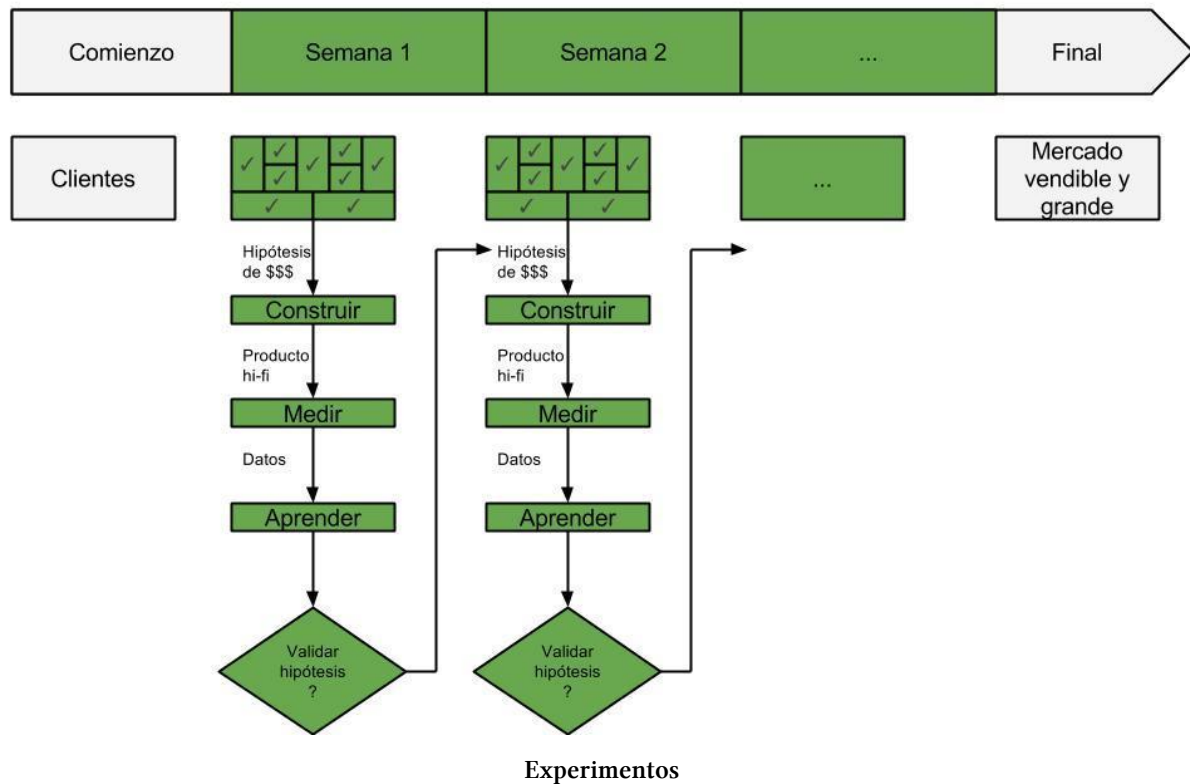 Comienzo
Semana 1
Semana 2
...
Final
Clientes
✓ ✓ ✓ ✓ ✓
✓ ✓
✓ ✓
✓ ✓ ✓ ✓ ✓
✓ ✓
✓ ✓
...
Mercado
vendible y
grande
Hipótesis
de $$$
Construir
Producto
hi-fi
Medir
Datos
Aprender
Validar
hipótesis
?
Hipótesis
de $$$
Construir
Producto
hi-fi
Medir
Datos
Aprender
Validar
hipótesis
?
Experimentos